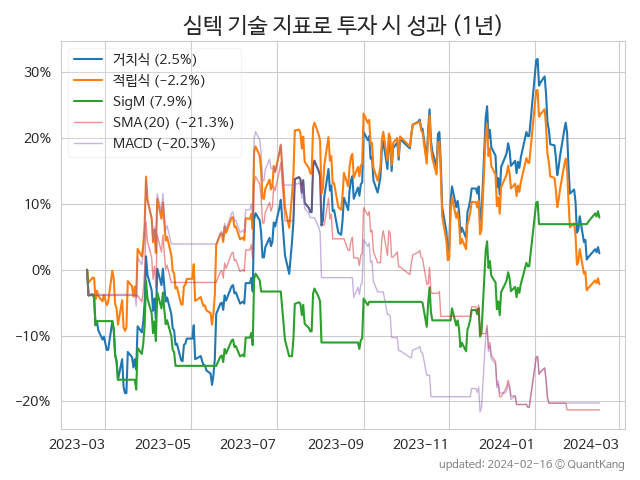 심텍 기술 지표로 투자 시 성과 (1년)
거치식 (2.5%)
적립식 (−2.2%)
SigM (7.9%)
SMA(20) (−21.3%)
MACD (−20.3%)
30%
20%
10%
0%
−10%
−20%
2023−03 2023−05 2023−07 2023−09 2023−11 2024−01 2024−03
updated: 2024−02−16 © QuantKang